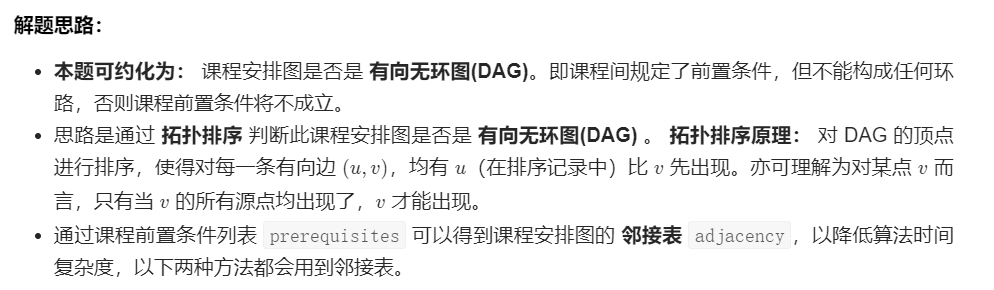 解题思路：
• 本题可约化为： 课程安排图是否是 有向无环图(DAG)。即课程间规定了前置条件，但不能构成任何环
路，否则课程前置条件将不成立。
• 思路是通过 拓扑排序 判断此课程安排图是否是 有向无环图(DAG) 。 拓扑排序原理： 对 DAG 的顶点
进行排序，使得对每一条有向边 (u, v)，均有 u（在排序记录中）比 v 先出现。亦可理解为对某点 v 而
言，只有当 v 的所有源点均出现了，v 才能出现。
• 通过课程前置条件列表 prerequisites 可以得到课程安排图的 邻接表 adjacency，以降低算法时间
复杂度，以下两种方法都会用到邻接表。